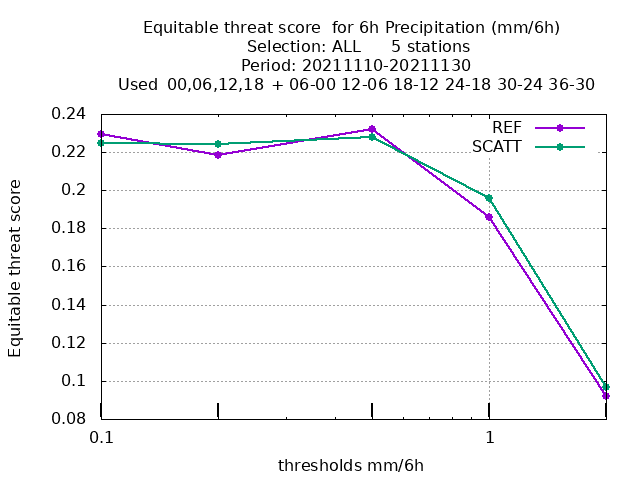 Equitable threat score  for 6h Precipitation (mm/6h)
Selection: ALL      5 stations
Period: 20211110-20211130
Used  00,06,12,18  + 06-00 12-06 18-12 24-18 30-24 36-30
REF
SCATT
0.24
0.22
0.2
0.18
0.16
0.14
0.12
0.1
0.08
Equitable threat score
0.1
1
thresholds mm/6h